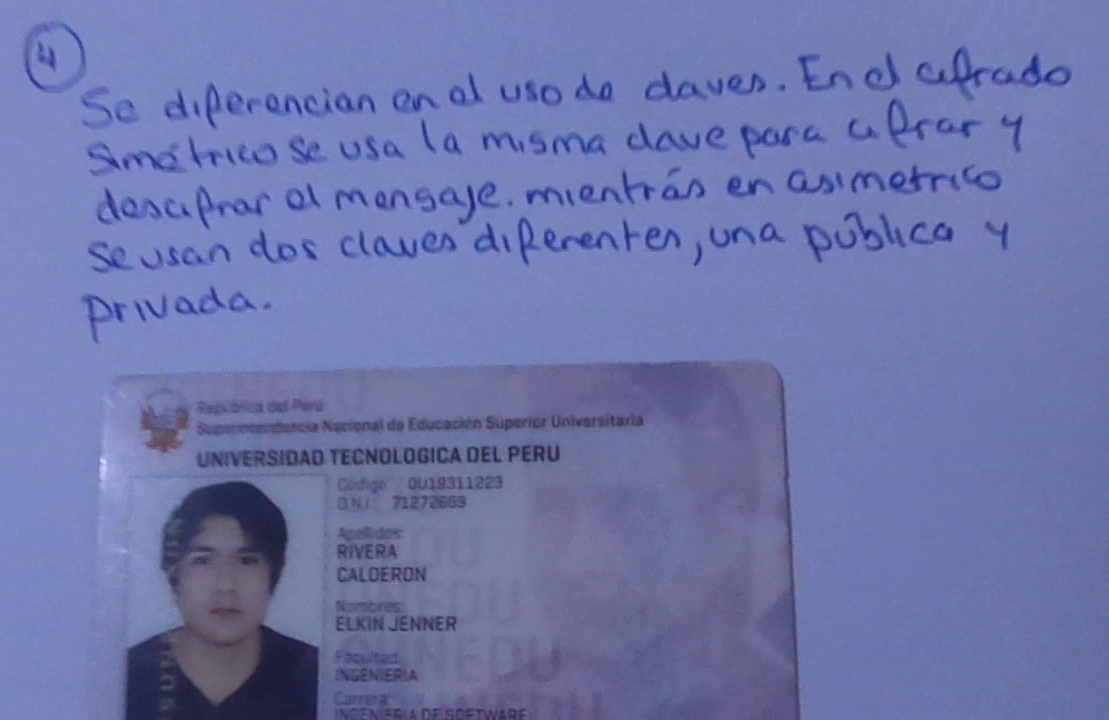 4
Se diferencian en el uso de claves. En el cifrado
simétrico se usa la misma clave para cifrar y
descifrar el mensaje. mientrás en asimetrico
se usan dos claves diferentes, una pública y
privada.
República del Perú
Superintendencia Nacional de Educación Superior Universitaria
UNIVERSIDAD TECNOLOGICA DEL PERU
Código : 0U19311223
D.N.I. : 71272689
Apellidos:
RIVERA
CALDERON
Nombres:
ELKIN JENNER
Facultad:
INGENIERIA
Carrera:
INGENIERIA DE SOFTWARE